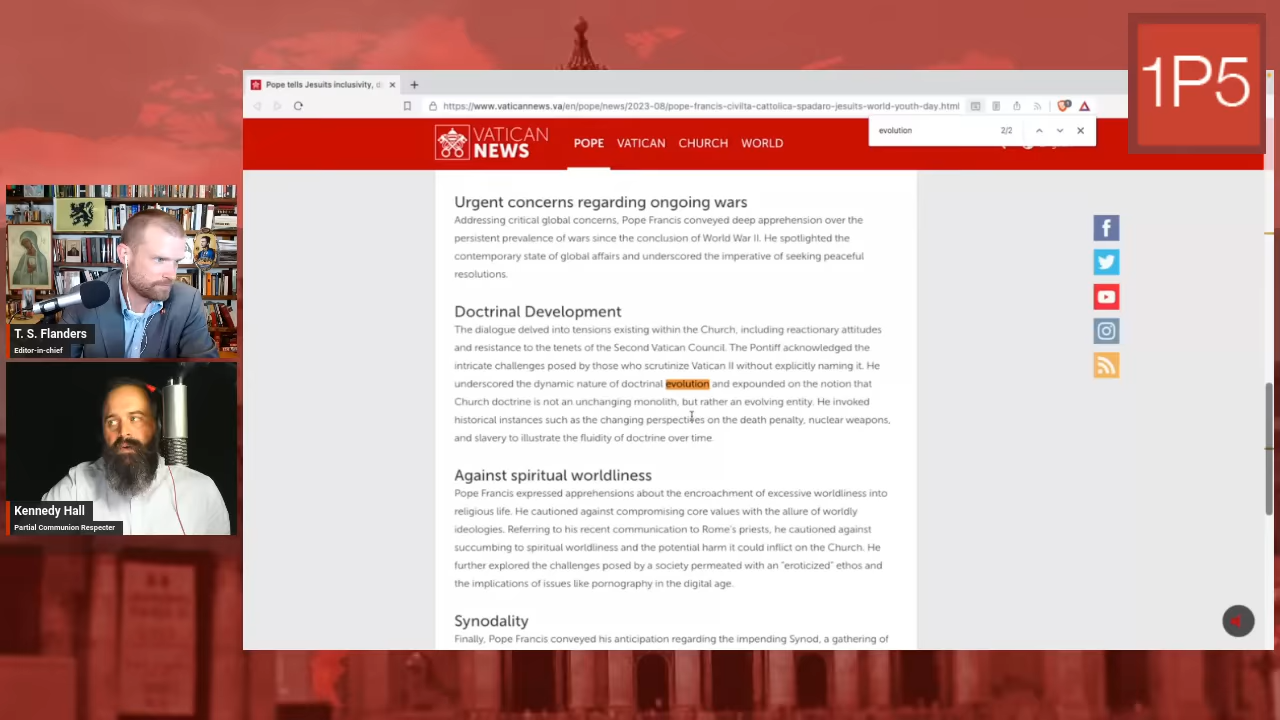 1P5
Pope tells Jesuits inclusivity, d
https://www.vaticannews.va/en/pope/news/2023-08/pope-francis-civilta-cattolica-spadaro-jesuits-world-youth-day.html
evolution 2/2
VATICAN
NEWS
POPE VATICAN CHURCH WORLD
Urgent concerns regarding ongoing wars
Addressing critical global concerns, Pope Francis conveyed deep apprehension over the
persistent prevalence of wars since the conclusion of World War II. He spotlighted the
contemporary state of global affairs and underscored the imperative of seeking peaceful
resolutions.
Doctrinal Development
The dialogue delved into tensions existing within the Church, including reactionary attitudes
and resistance to the tenets of the Second Vatican Council. The Pontiff acknowledged the
intricate challenges posed by those who scrutinize Vatican II without explicitly naming it. He
underscored the dynamic nature of doctrinal evolution and expounded on the notion that
Church doctrine is not an unchanging monolith, but rather an evolving entity. He invoked
historical instances such as the changing perspectives on the death penalty, nuclear weapons,
and slavery to illustrate the fluidity of doctrine over time.
Against spiritual worldliness
Pope Francis expressed apprehensions about the encroachment of excessive worldliness into
religious life. He cautioned against compromising core values with the allure of worldly
ideologies. Referring to his recent communication to Rome's priests, he cautioned against
succumbing to spiritual worldliness and the potential harm it could inflict on the Church. He
further explored the challenges posed by a society permeated with an "eroticized" ethos and
the implications of issues like pornography in the digital age.
Synodality
Finally, Pope Francis conveyed his anticipation regarding the impending Synod, a gathering of
T. S. Flanders
Editor-in-chief
Kennedy Hall
Partial Communion Respecter